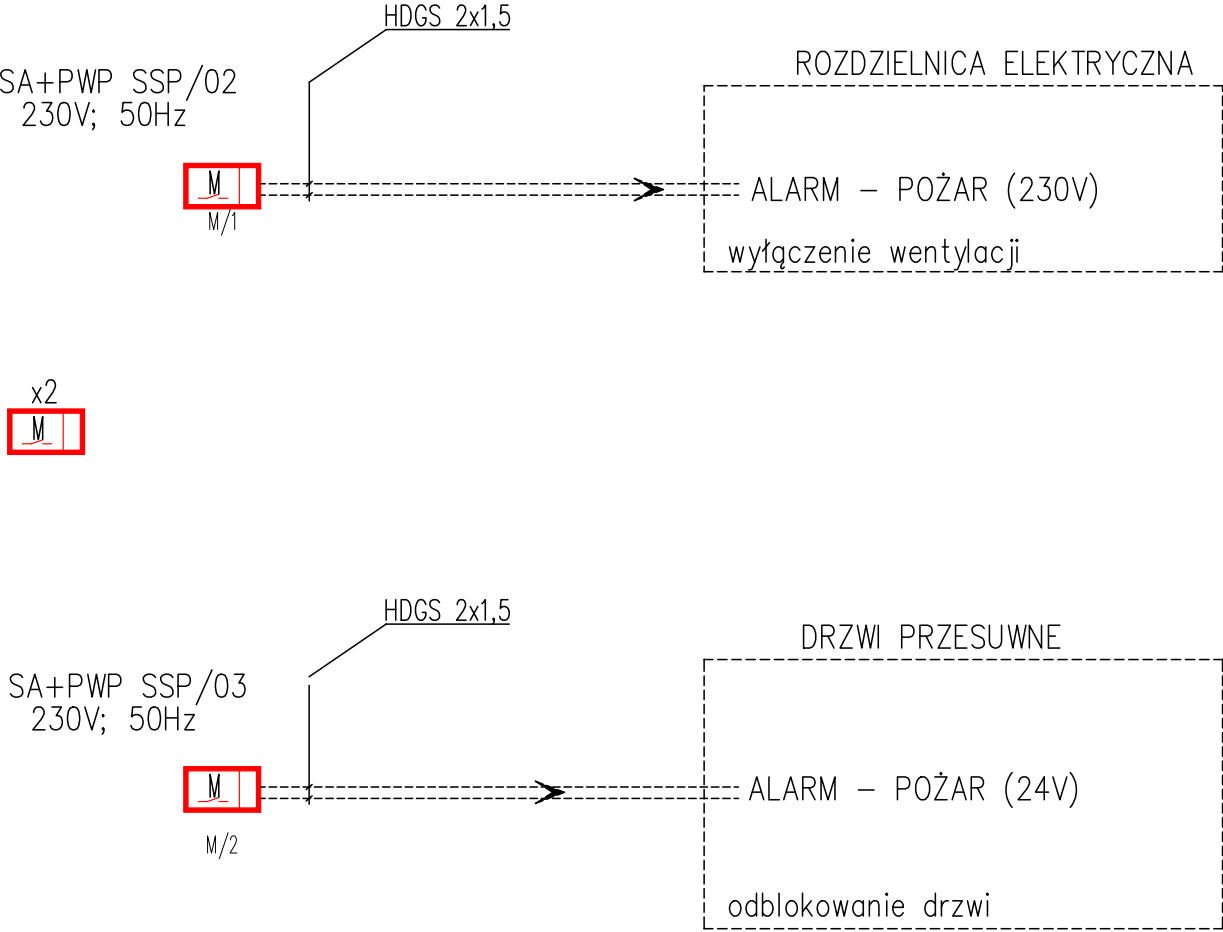 HDGS 2x1,5
ROZDZIELNICA ELEKTRYCZNA
SA+PWP SSP/02
230V; 50Hz
M
M/1
ALARM – POŻAR (230V)
wyłączenie wentylacji
x2
M
HDGS 2x1,5
DRZWI PRZESUWNE
SA+PWP SSP/03
230V; 50Hz
M
M/2
ALARM – POŻAR (24V)
odblokowanie drzwi